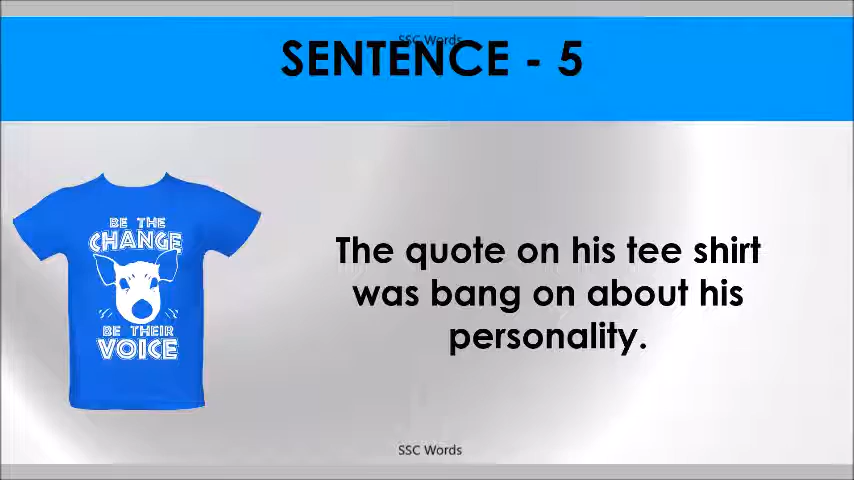 SSC Words
SENTENCE - 5
BE THE
CHANGE
BE THEIR
VOICE
The quote on his tee shirt
was bang on about his
personality.
SSC Words